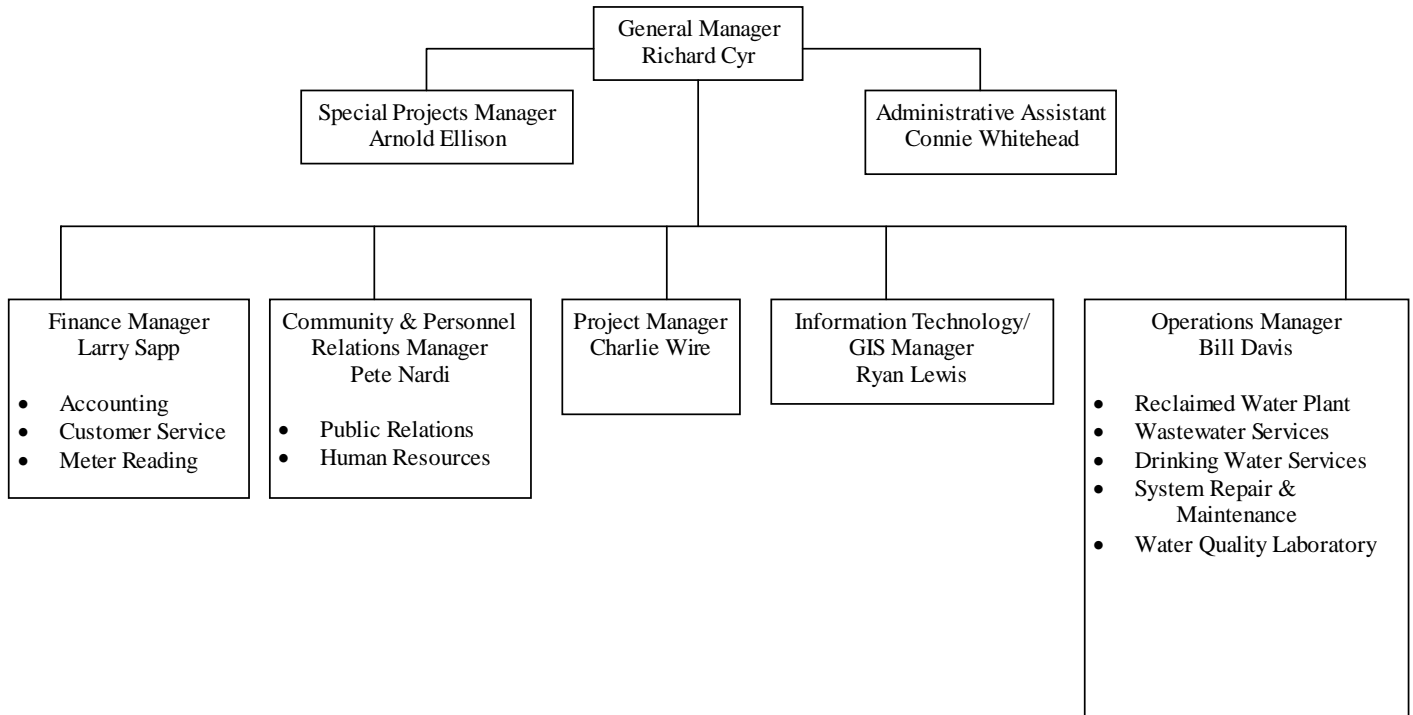 General Manager
Richard Cyr
Special Projects Manager
Arnold Ellison
Administrative Assistant
Connie Whitehead
Finance Manager
Larry Sapp
• Accounting
• Customer Service
• Meter Reading
Community & Personnel
Relations Manager
Pete Nardi
• Public Relations
• Human Resources
Project Manager
Charlie Wire
Information Technology/
GIS Manager
Ryan Lewis
Operations Manager
Bill Davis
• Reclaimed Water Plant
• Wastewater Services
• Drinking Water Services
• System Repair &
Maintenance
• Water Quality Laboratory